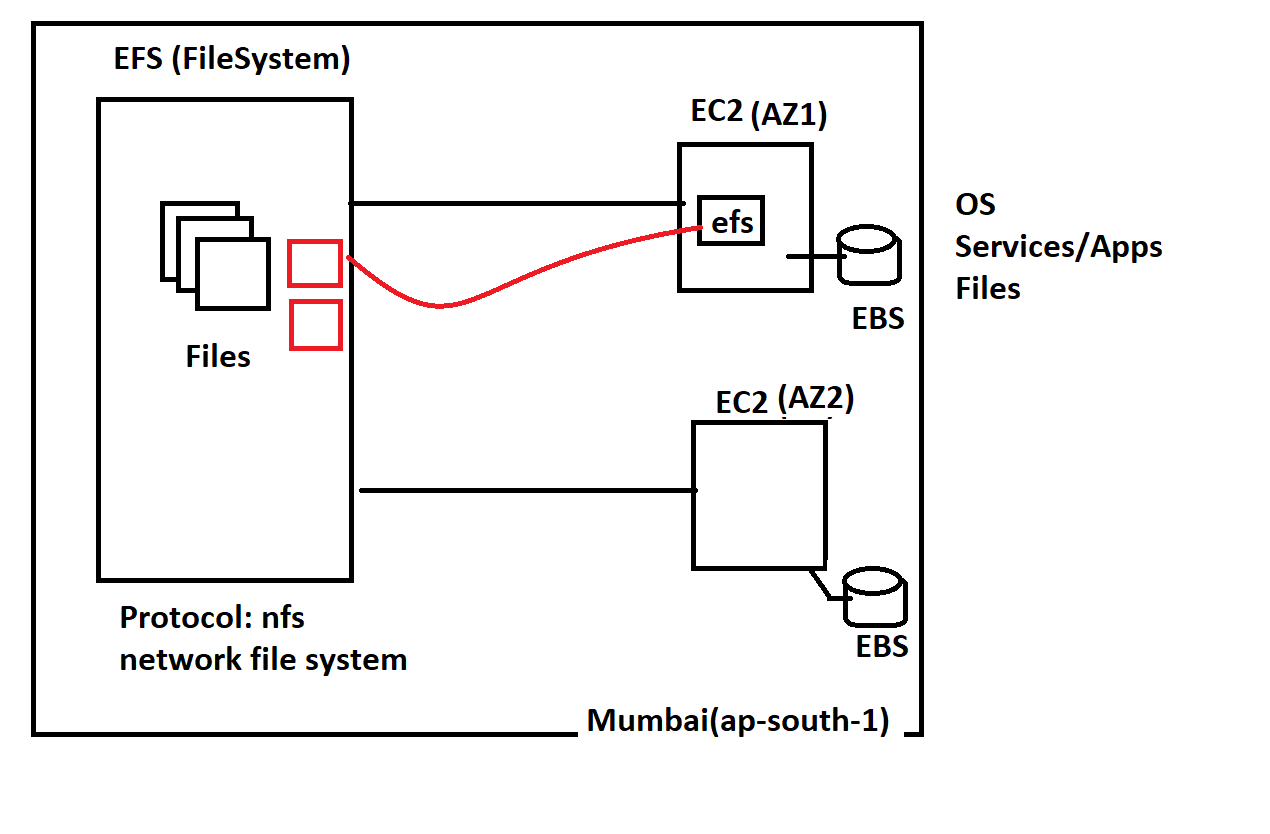 EFS (FileSystem)
EC2 (AZ1)
efs
OS
Services/Apps
Files
EBS
Files
EC2 (AZ2)
Protocol: nfs
network file system
EBS
Mumbai(ap-south-1)